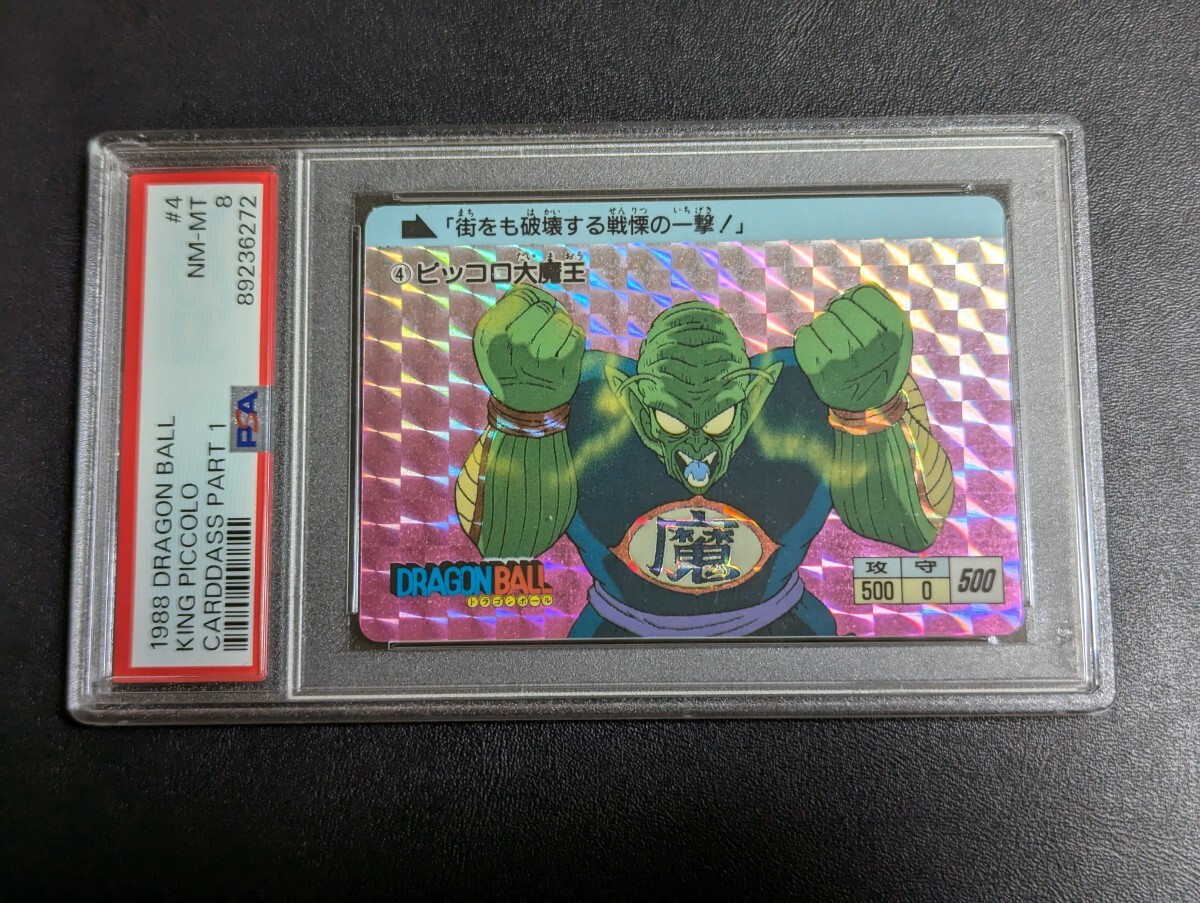 1988 DRAGON BALL
KING PICCOLO
CARDDASS PART 1
#4
NM-MT
8
89236272
PSA
まち はかい せんりつ いちげき
「街をも破壊する戦慄の一撃!」
だいまおう
④ピッコロ大魔王
魔
DRAGON BALL
ドラゴンボール
攻 守
500 0 500